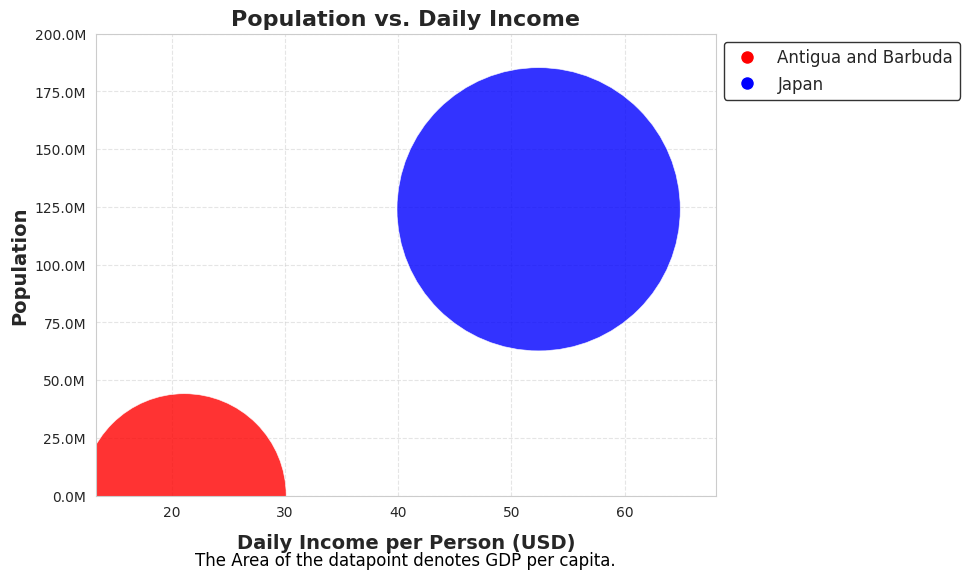 Population vs. Daily Income
200.0M
175.0M
150.0M
125.0M
100.0M
75.0M
50.0M
25.0M
0.0M
Population
20 30 40 50 60
Daily Income per Person (USD)
The Area of the datapoint denotes GDP per capita.
Antigua and Barbuda
Japan